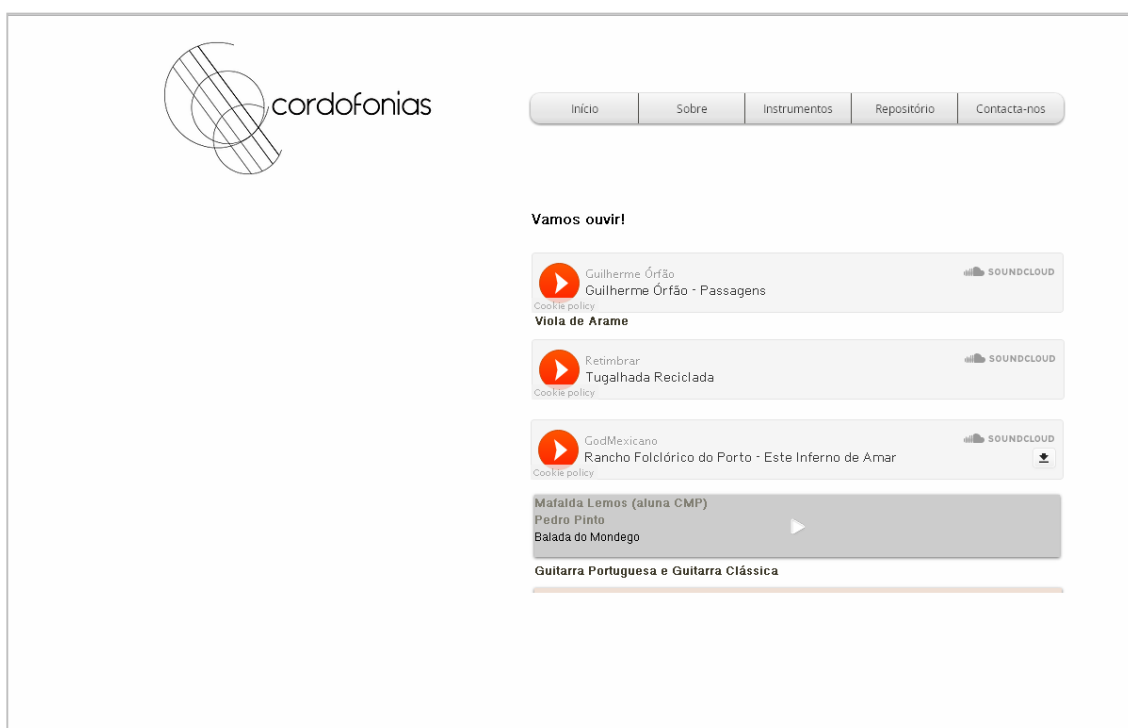 cordofonias
Início Sobre Instrumentos Repositório Contacta-nos
Vamos ouvir!
Guilherme Órfão
SOUNDCLOUD
Guilherme Órfão - Passagens
Cookie policy
Viola de Arame
Retimbrar
SOUNDCLOUD
Tugalhada Reciclada
Cookie policy
GodMexicano
SOUNDCLOUD
Rancho Folclórico do Porto - Este Inferno de Amar
Cookie policy
Mafalda Lemos (aluna CMP)
Pedro Pinto
Balada do Mondego
Guitarra Portuguesa e Guitarra Clássica